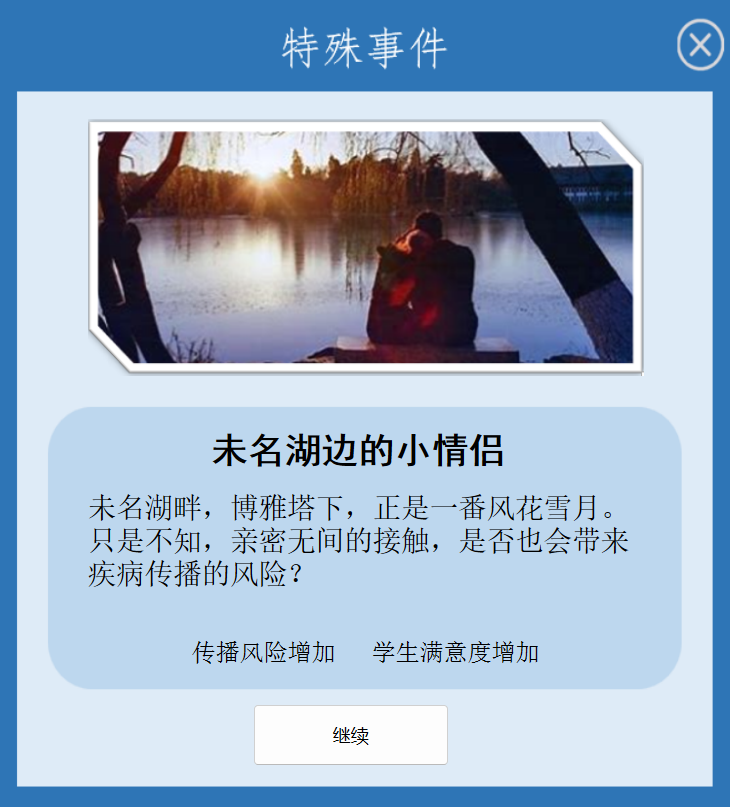 特殊事件
未名湖边的小情侣
未名湖畔，博雅塔下，正是一番风花雪月。
只是不知，亲密无间的接触，是否也会带来
疾病传播的风险？
传播风险增加 学生满意度增加
继续